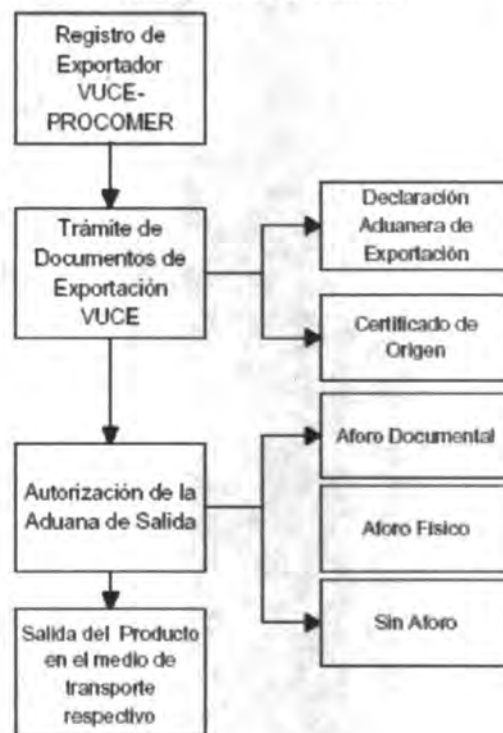 Registro de
Exportador
VUCE-
PROCOMER
Trámite de
Documentos de
Exportación
VUCE
Declaración
Aduanera de
Exportación
Certificado de
Origen
Autorización de la
Aduana de Salida
Aforo Documental
Aforo Físico
Sin Aforo
Salida del Producto
en el medio de
transporte
respectivo